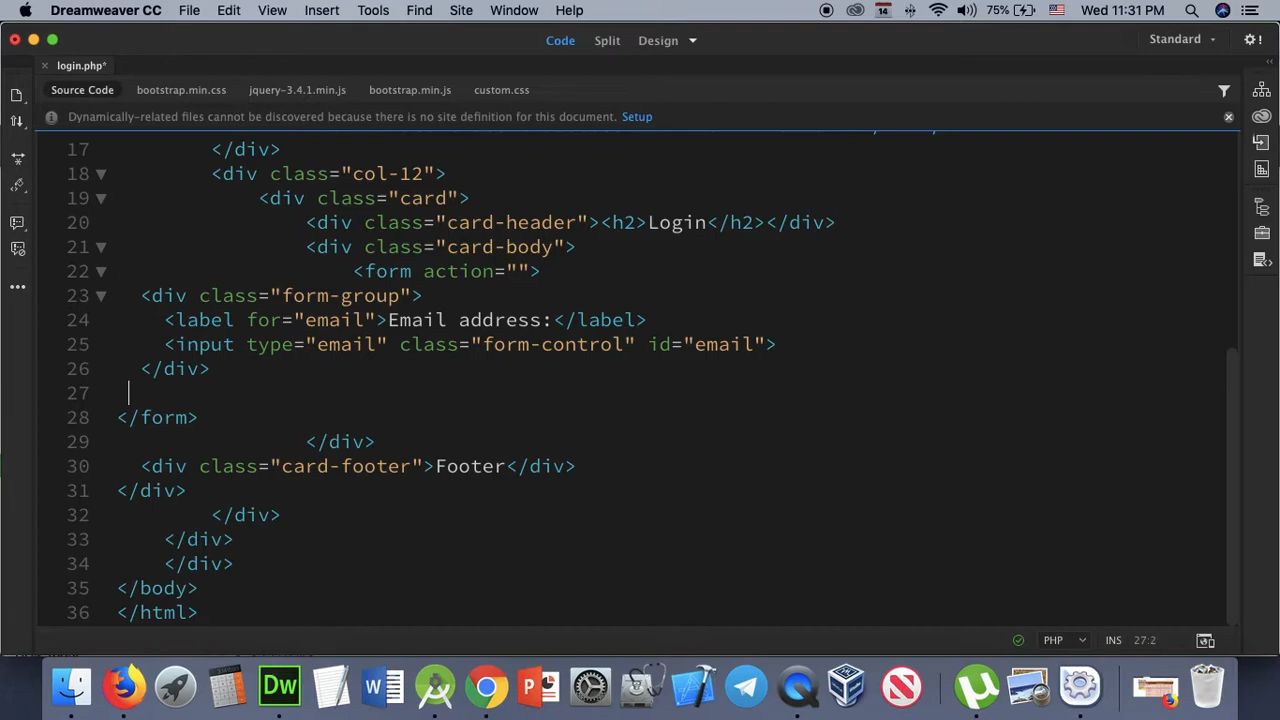 Dreamweaver CC File Edit View Insert Tools Find Site Window Help 14 75% Wed 11:31 PM
Code Split Design Standard
login.php*
Source Code bootstrap.min.css jquery-3.4.1.min.js bootstrap.min.js custom.css
Dynamically-related files cannot be discovered because there is no site definition for this document. Setup
17 </div>
18 <div class="col-12">
19 <div class="card">
20 <div class="card-header"><h2>Login</h2></div>
21 <div class="card-body">
22 <form action="">
23 <div class="form-group">
24 <label for="email">Email address:</label>
25 <input type="email" class="form-control" id="email">
26 </div>
27
28 </form>
29 </div>
30 <div class="card-footer">Footer</div>
31 </div>
32 </div>
33 </div>
34 </div>
35 </body>
36 </html>
PHP INS 27:2
Dw W P